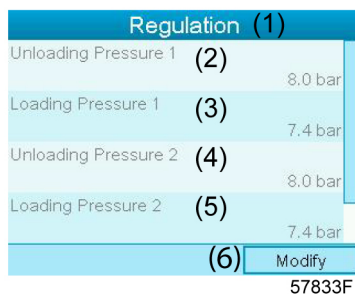 Regulation (1)
Unloading Pressure 1 (2)
8.0 bar
Loading Pressure 1 (3)
7.4 bar
Unloading Pressure 2 (4)
8.0 bar
Loading Pressure 2 (5)
7.4 bar
(6) Modify
57833F